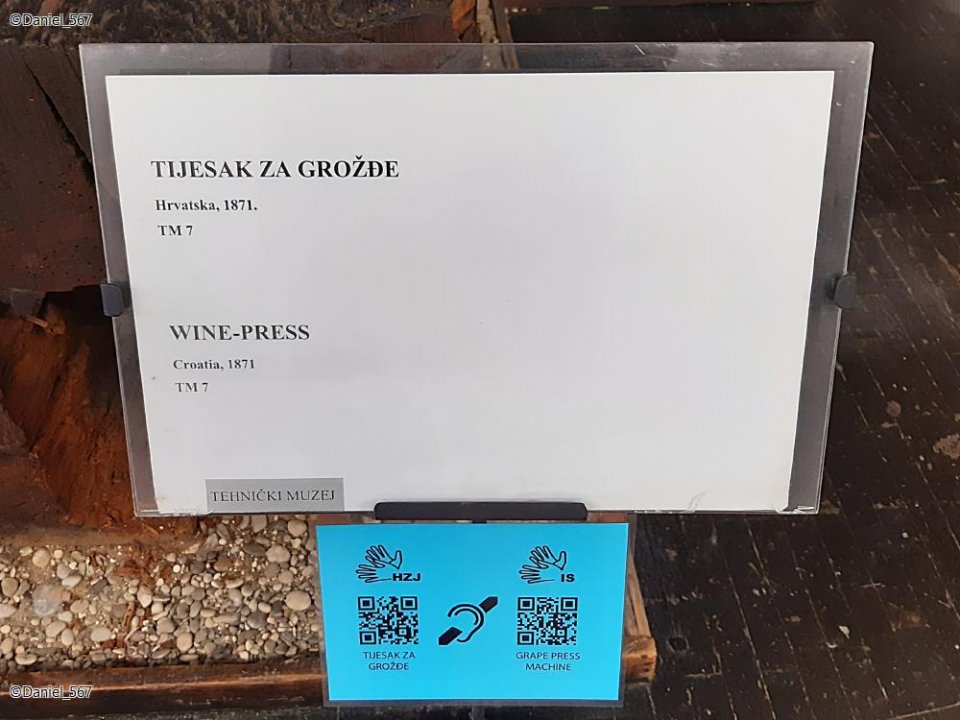 ©Daniel_567
TIJESAK ZA GROŽĐE
Hrvatska, 1871.
TM 7
WINE-PRESS
Croatia, 1871
TM 7
TEHNIČKI MUZEJ
HZJ
IS
TIJESAK ZA
GROŽĐE
GRAPE PRESS
MACHINE
©Daniel_567